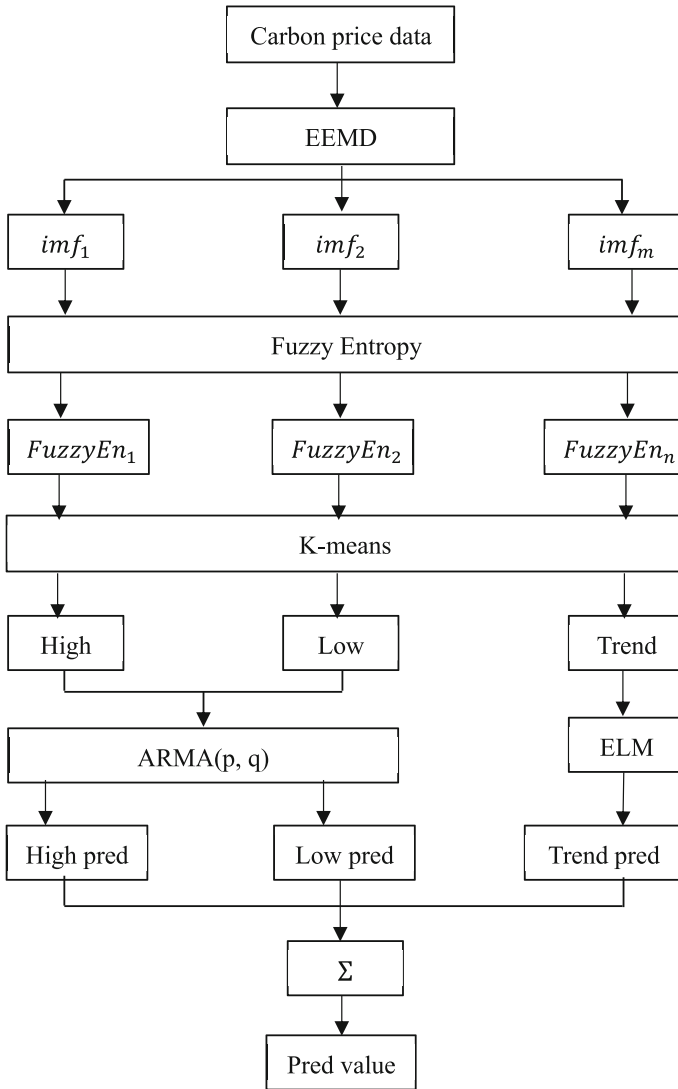 Carbon price data
EEMD
imf₁
imf₂
imfₘ
Fuzzy Entropy
FuzzyEn₁
FuzzyEn₂
FuzzyEnₙ
K-means
High
Low
Trend
ELM
ARMA(p, q)
High pred
Low pred
Trend pred
Σ
Pred value